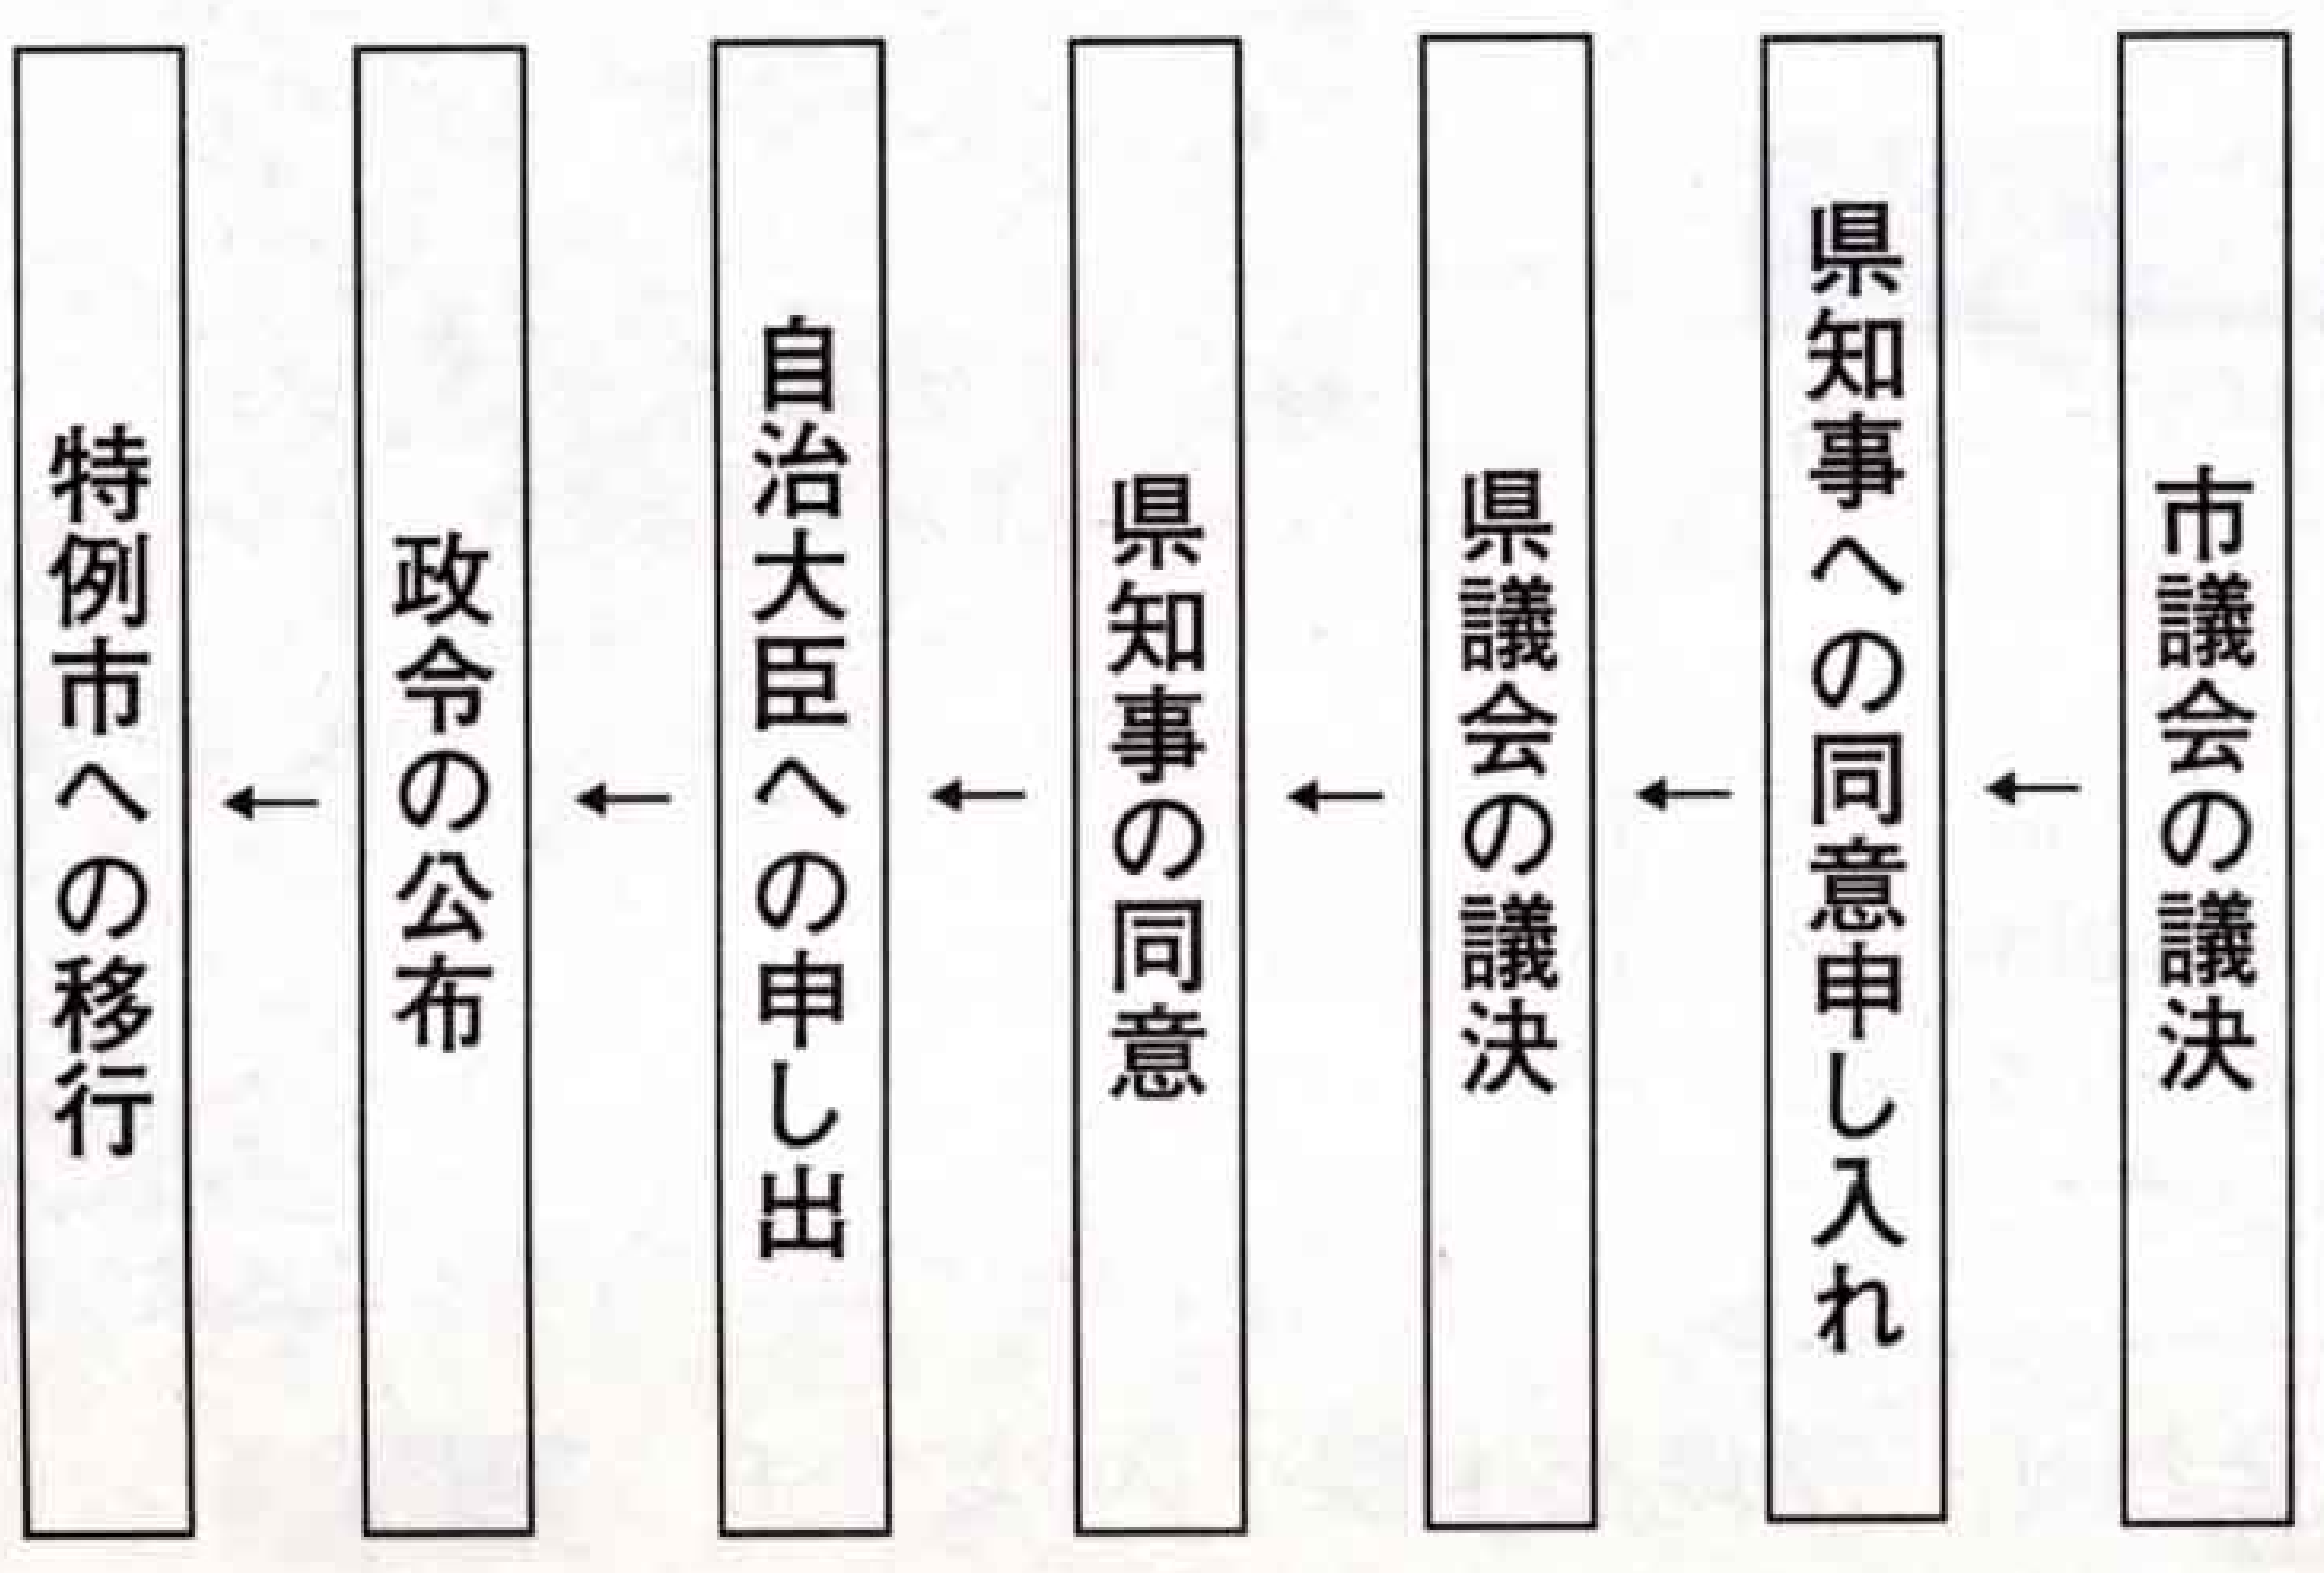 市議会の議決
県知事への同意申し入れ
県議会の議決
県知事の同意
自治大臣への申し出
政令の公布
特例市への移行